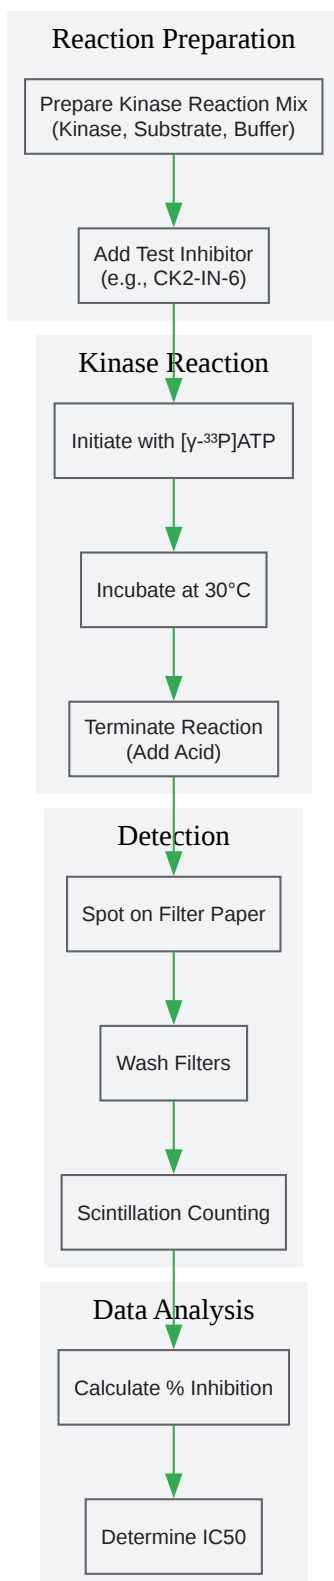 Reaction Preparation
Prepare Kinase Reaction Mix
(Kinase, Substrate, Buffer)
Add Test Inhibitor
(e.g., CK2-IN-6)
Kinase Reaction
Initiate with [γ-³³P]ATP
Incubate at 30°C
Terminate Reaction
(Add Acid)
Detection
Spot on Filter Paper
Wash Filters
Scintillation Counting
Data Analysis
Calculate % Inhibition
Determine IC50